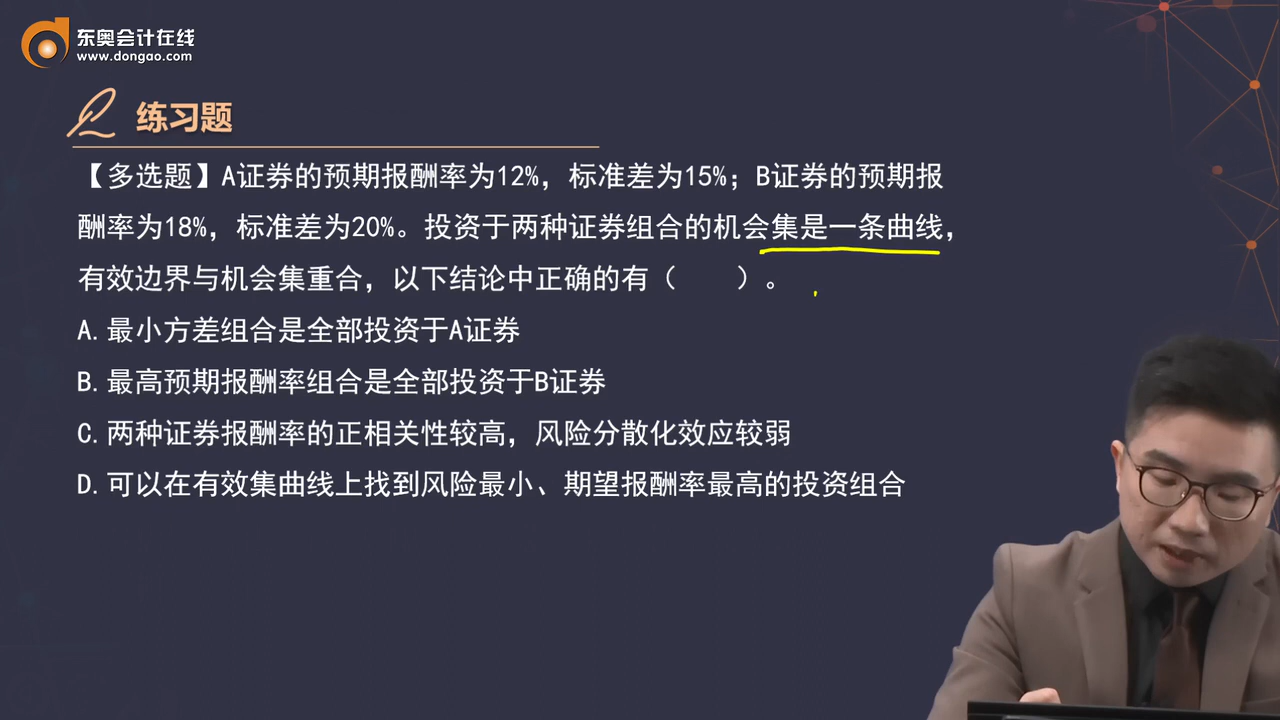 东奥会计在线
www.dongao.com
练习题
【多选题】A证券的预期报酬率为12%，标准差为15%；B证券的预期报
酬率为18%，标准差为20%。投资于两种证券组合的机会集是一条曲线，
有效边界与机会集重合，以下结论中正确的有（　　）。
A.最小方差组合是全部投资于A证券
B.最高预期报酬率组合是全部投资于B证券
C.两种证券报酬率的正相关性较高，风险分散化效应较弱
D.可以在有效集曲线上找到风险最小、期望报酬率最高的投资组合